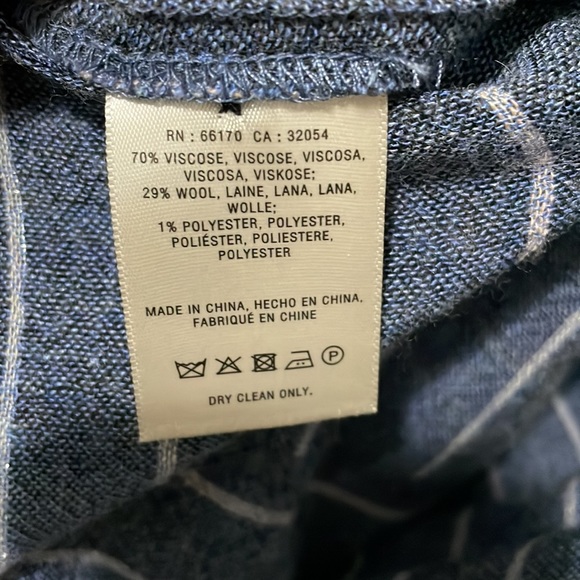 RN : 66170 CA : 32054
70% VISCOSE, VISCOSE, VISCOSA,
VISCOSA, VISKOSE;
29% WOOL, LAINE, LANA, LANA,
WOLLE;
1% POLYESTER, POLYESTER,
POLIÉSTER, POLIESTERE,
POLYESTER
MADE IN CHINA, HECHO EN CHINA,
FABRIQUÉ EN CHINE
P
DRY CLEAN ONLY.